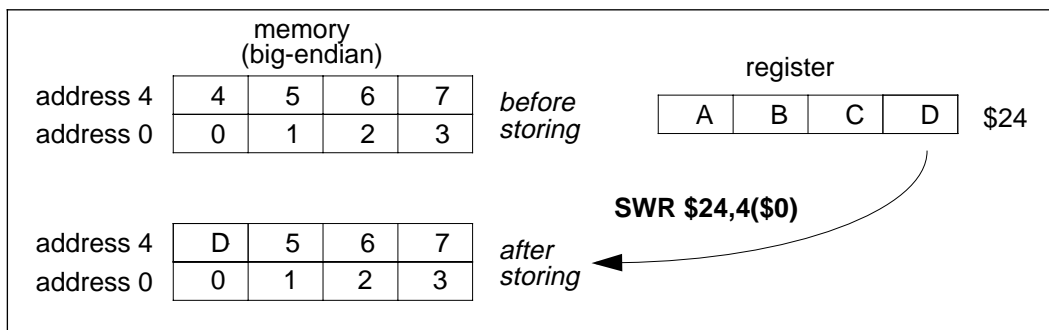 memory
(big-endian)
register
address 4 4 5 6 7 before
address 0 0 1 2 3 storing
A B C D $24
SWR $24,4($0)
address 4 D 5 6 7 after
address 0 0 1 2 3 storing